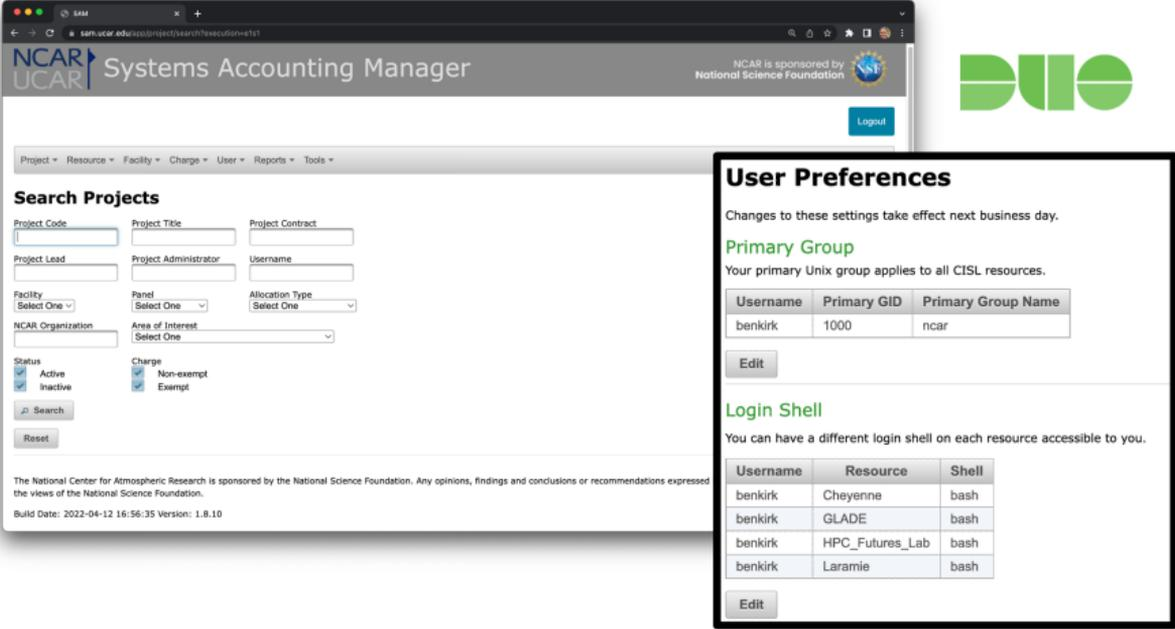 SAM
sam.ucar.edu/app/project/search?execution=e1s1
NCAR
UCAR
Systems Accounting Manager
NCAR is sponsored by
National Science Foundation
NSF
DUO
Logout
Project Resource Facility Charge User Reports Tools
Search Projects
Project Code Project Title Project Contract
Project Lead Project Administrator Username
Facility Panel Allocation Type
Select One Select One Select One
NCAR Organization Area of Interest
Select One
Status Charge
Active Non-exempt
Inactive Exempt
Search
Reset
The National Center for Atmospheric Research is sponsored by the National Science Foundation. Any opinions, findings and conclusions or recommendations expressed
the views of the National Science Foundation.
Build Date: 2022-04-12 16:56:35 Version: 1.8.10
User Preferences
Changes to these settings take effect next business day.
Primary Group
Your primary Unix group applies to all CISL resources.
Username Primary GID Primary Group Name
benkirk 1000 ncar
Edit
Login Shell
You can have a different login shell on each resource accessible to you.
Username Resource Shell
benkirk Cheyenne bash
benkirk GLADE bash
benkirk HPC_Futures_Lab bash
benkirk Laramie bash
Edit